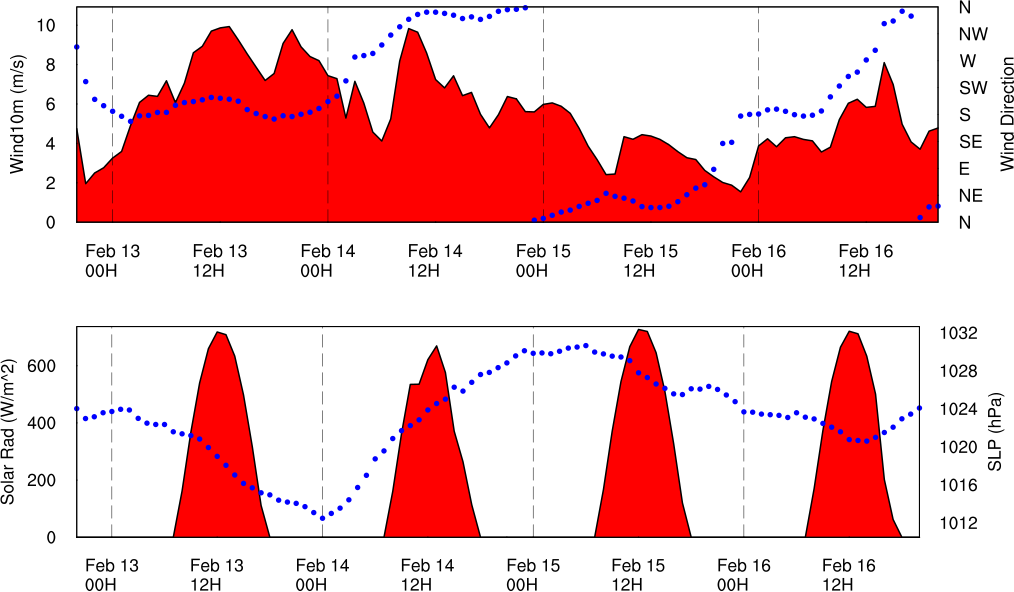 N
10
NW
8
W
6
SW
S
4
SE
E
2
NE
0
N
Wind10m (m/s)
Wind Direction
Feb 13 Feb 13 Feb 14 Feb 14 Feb 15 Feb 15 Feb 16 Feb 16
00H 12H 00H 12H 00H 12H 00H 12H
1032
600
1028
400
1024
1020
200
1016
1012
0
Solar Rad (W/m^2)
SLP (hPa)
Feb 13 Feb 13 Feb 14 Feb 14 Feb 15 Feb 15 Feb 16 Feb 16
00H 12H 00H 12H 00H 12H 00H 12H